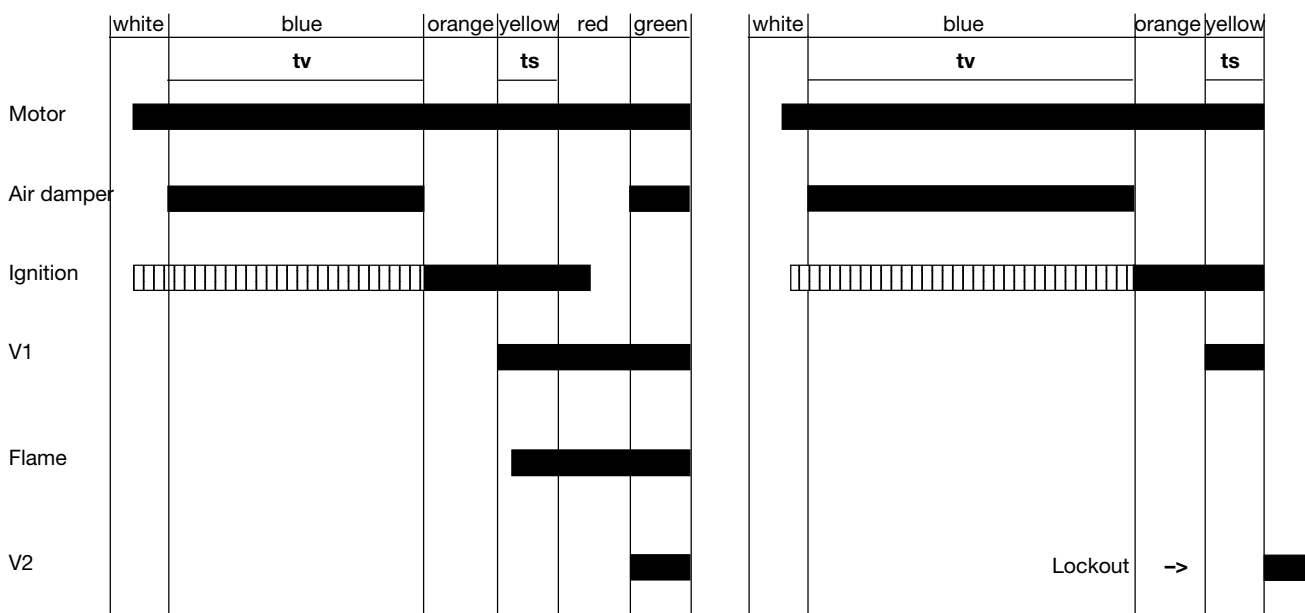 white blue orange yellow red green white blue orange yellow
tv ts tv ts
Motor
Air damper
Ignition
V1
Flame
V2 Lockout –>